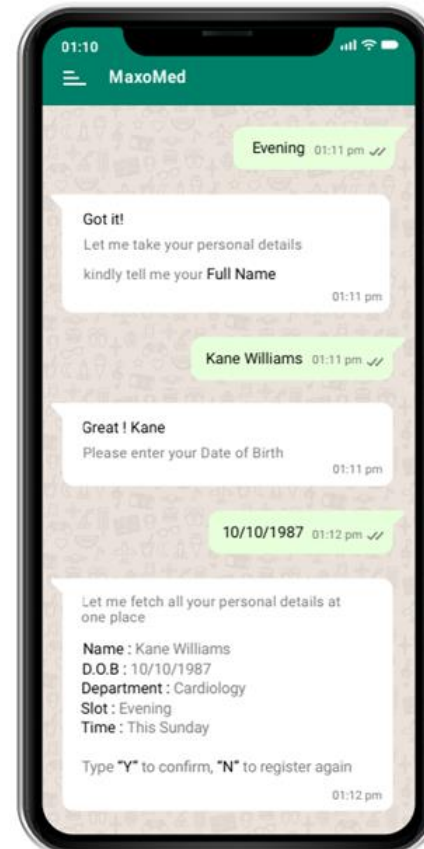 01:10
MaxoMed
Evening 01:11 pm
Got it!
Let me take your personal details
kindly tell me your Full Name
01:11 pm
Kane Williams 01:11 pm
Great ! Kane
Please enter your Date of Birth
01:11 pm
10/10/1987 01:12 pm
Let me fetch all your personal details at
one place
Name : Kane Williams
D.O.B : 10/10/1987
Department : Cardiology
Slot : Evening
Time : This Sunday
Type “Y” to confirm, “N” to register again
01:12 pm